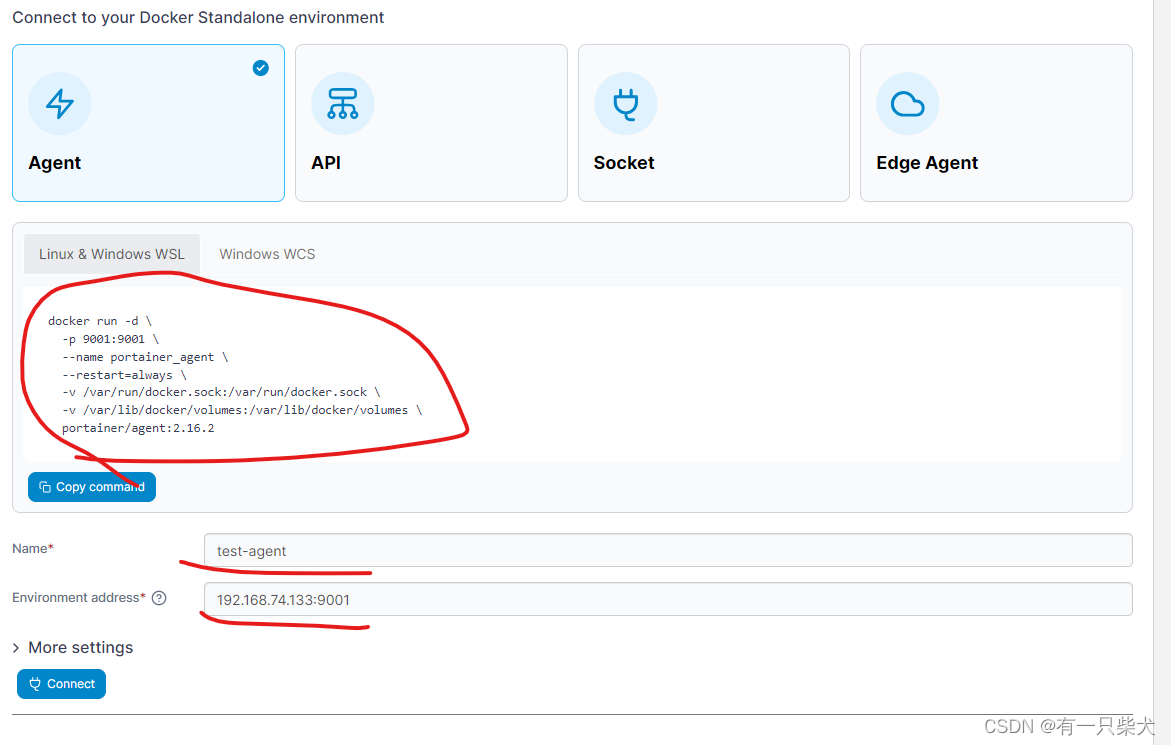 Connect to your Docker Standalone environment
Agent
API
Socket
Edge Agent
Linux & Windows WSL
Windows WCS
docker run -d \
-p 9001:9001 \
--name portainer_agent \
--restart=always \
-v /var/run/docker.sock:/var/run/docker.sock \
-v /var/lib/docker/volumes:/var/lib/docker/volumes \
portainer/agent:2.16.2
Copy command
Name*
test-agent
Environment address*
192.168.74.133:9001
More settings
Connect
CSDN @有一只柴犬